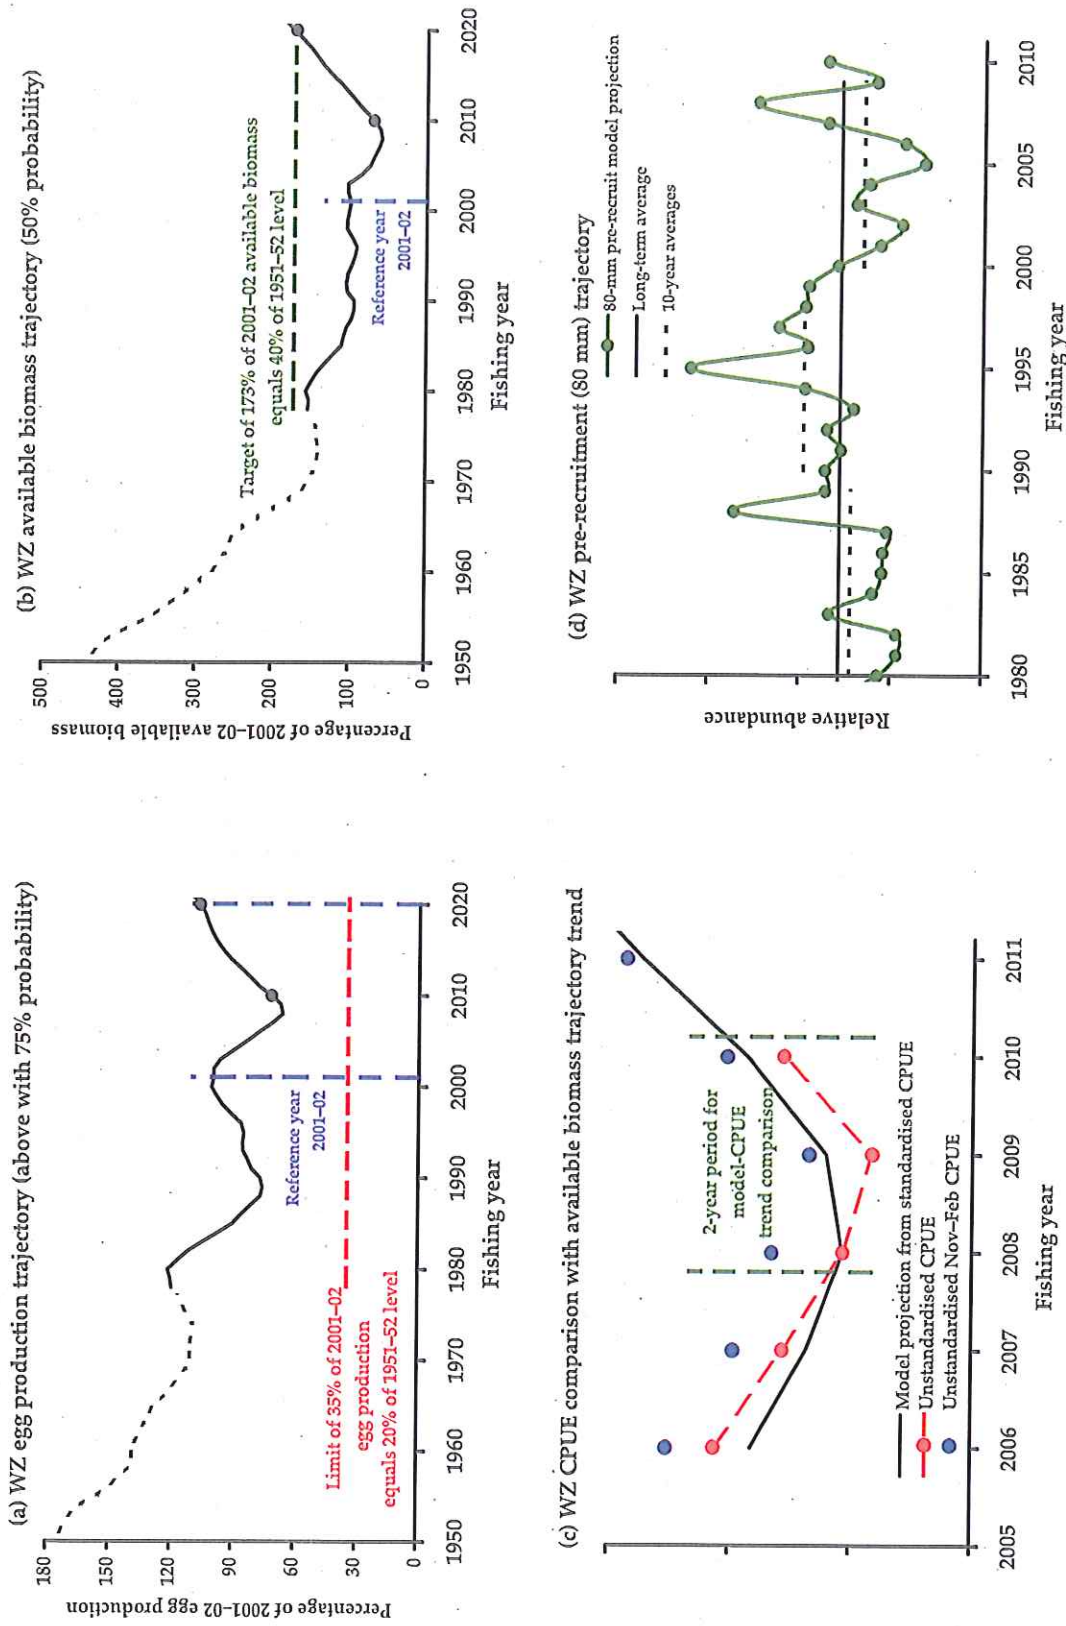 (a) WZ egg production trajectory (above with 75% probability)
Percentage of 2001–02 egg production
180
150
120
90
60
30
0
Limit of 35% of 2001–02
egg production
equals 20% of 1951–52 level
Reference year
2001–02
1950
1960
1970
1980
1990
2000
2010
2020
Fishing year
(b) WZ available biomass trajectory (50% probability)
Percentage of 2001–02 available biomass
500
400
300
200
100
0
Target of 173% of 2001–02 available biomass
equals 40% of 1951–52 level
Reference year
2001–02
1950
1960
1970
1980
1990
2000
2010
2020
Fishing year
(c) WZ CPUE comparison with available biomass trajectory trend
2-year period for
model-CPUE
trend comparison
Model projection from standardised CPUE
Unstandardised CPUE
Unstandardised Nov–Feb CPUE
2005
2006
2007
2008
2009
2010
2011
Fishing year
(d) WZ pre-recruitment (80 mm) trajectory
Relative abundance
80-mm pre-recruit model projection
Long-term average
10-year averages
1980
1985
1990
1995
2000
2005
2010
Fishing year